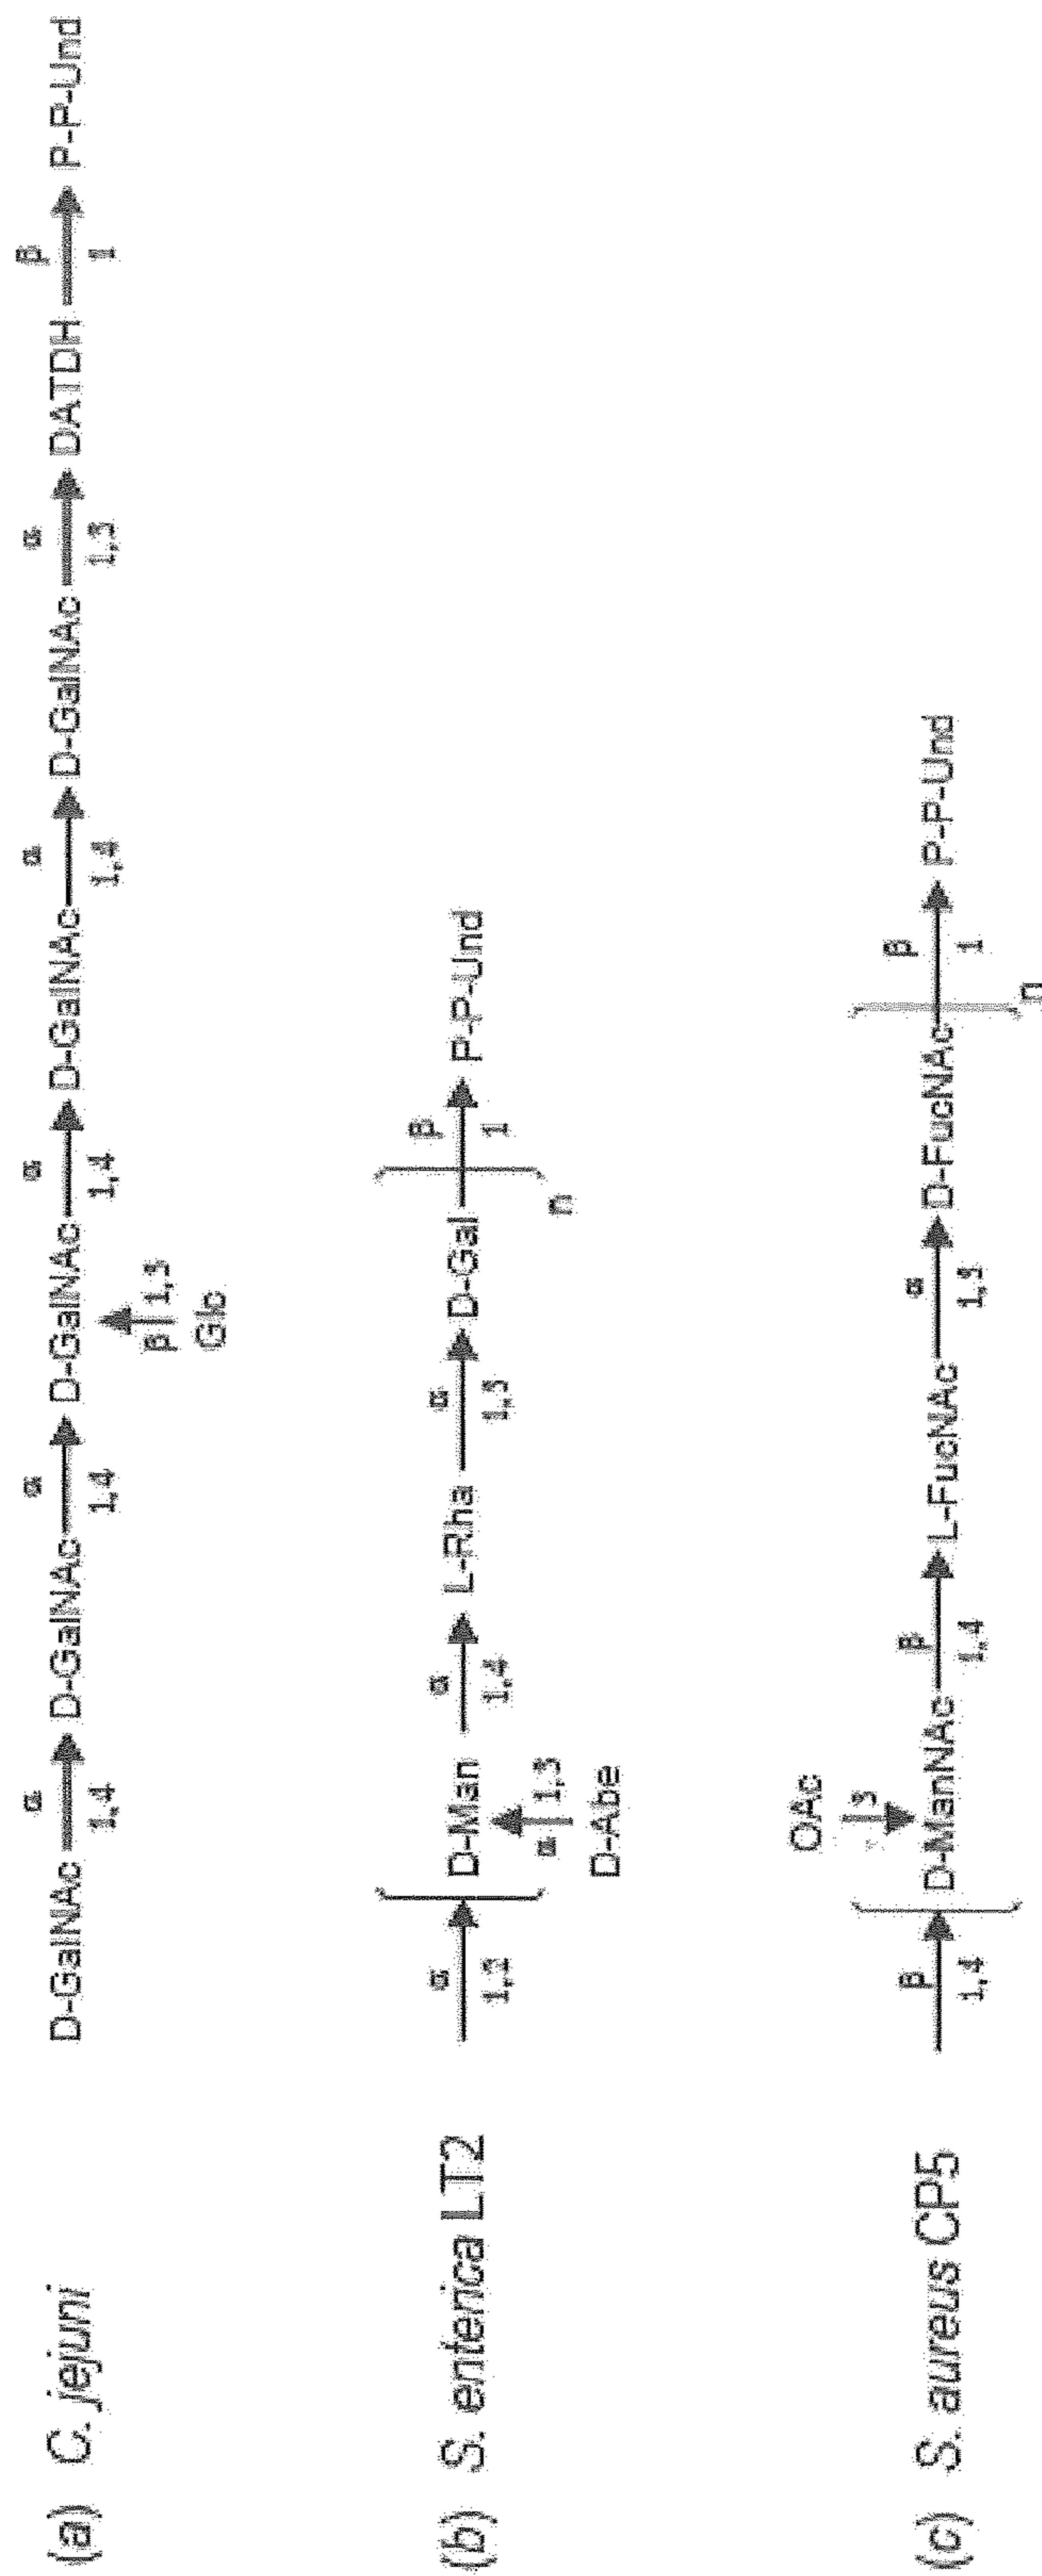 α α α α α β
(a) C. jejuni D-GalNAc D-GalNAc D-GalNAc D-GalNAc D-GalNAc DATDH P-P-Und
1,4 1,4 1,4 1,4 1,3 1
β 1,3
Glc
α α α β
(b) S. enterica LT2 D-Man L-Rha D-Gal P-P-Und
1,2 1,4 1,3 1
α 1,3 n
D-Abe
OAc
3
β β α β
(c) S. aureus CP5 D-ManNAc L-FucNAc D-FucNAc P-P-Und
1,4 1,4 1,3 1
n